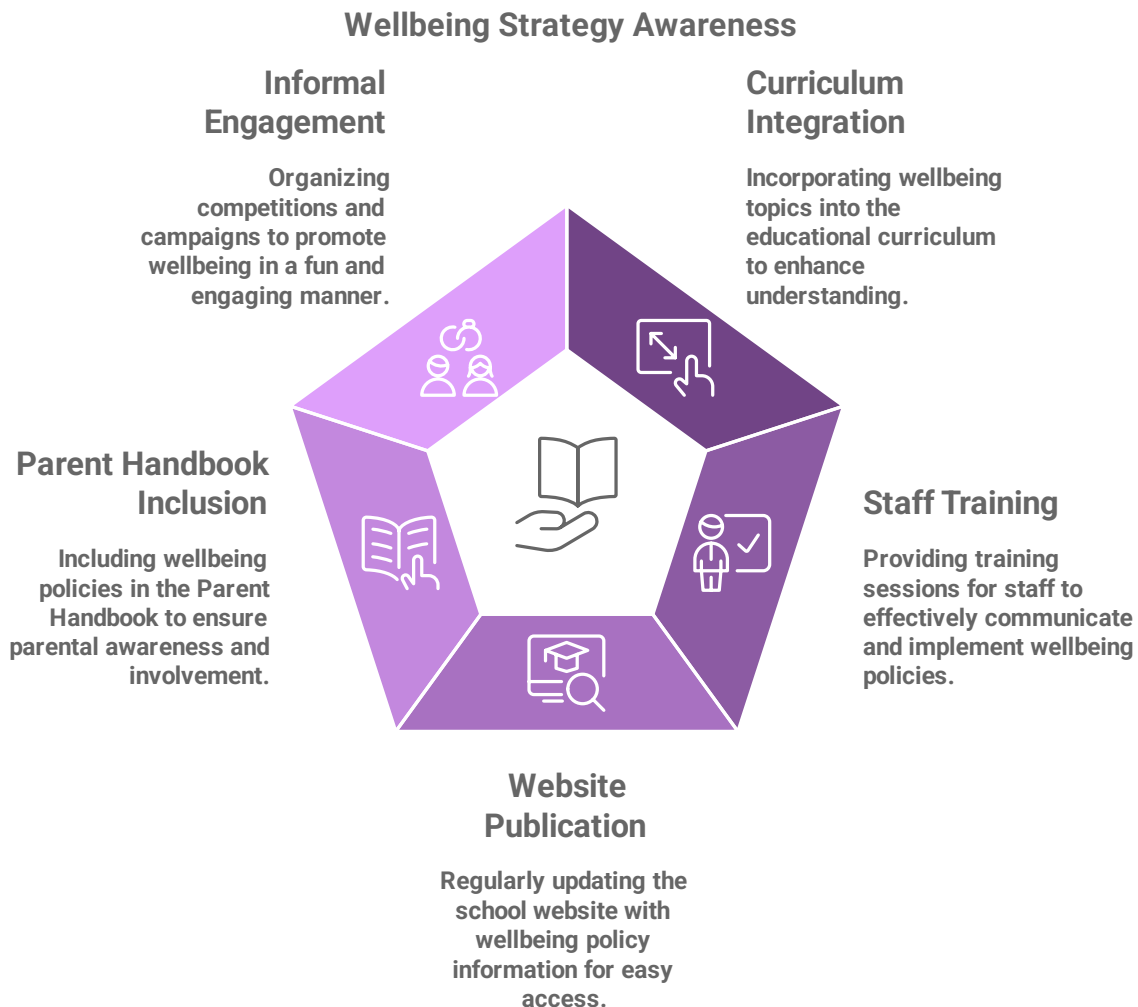 Wellbeing Strategy Awareness
Informal
Engagement
Organizing
competitions and
campaigns to promote
wellbeing in a fun and
engaging manner.
Curriculum
Integration
Incorporating wellbeing
topics into the
educational curriculum
to enhance
understanding.
Parent Handbook
Inclusion
Including wellbeing
policies in the Parent
Handbook to ensure
parental awareness and
involvement.
Staff Training
Providing training
sessions for staff to
effectively communicate
and implement wellbeing
policies.
Website
Publication
Regularly updating the
school website with
wellbeing policy
information for easy
access.